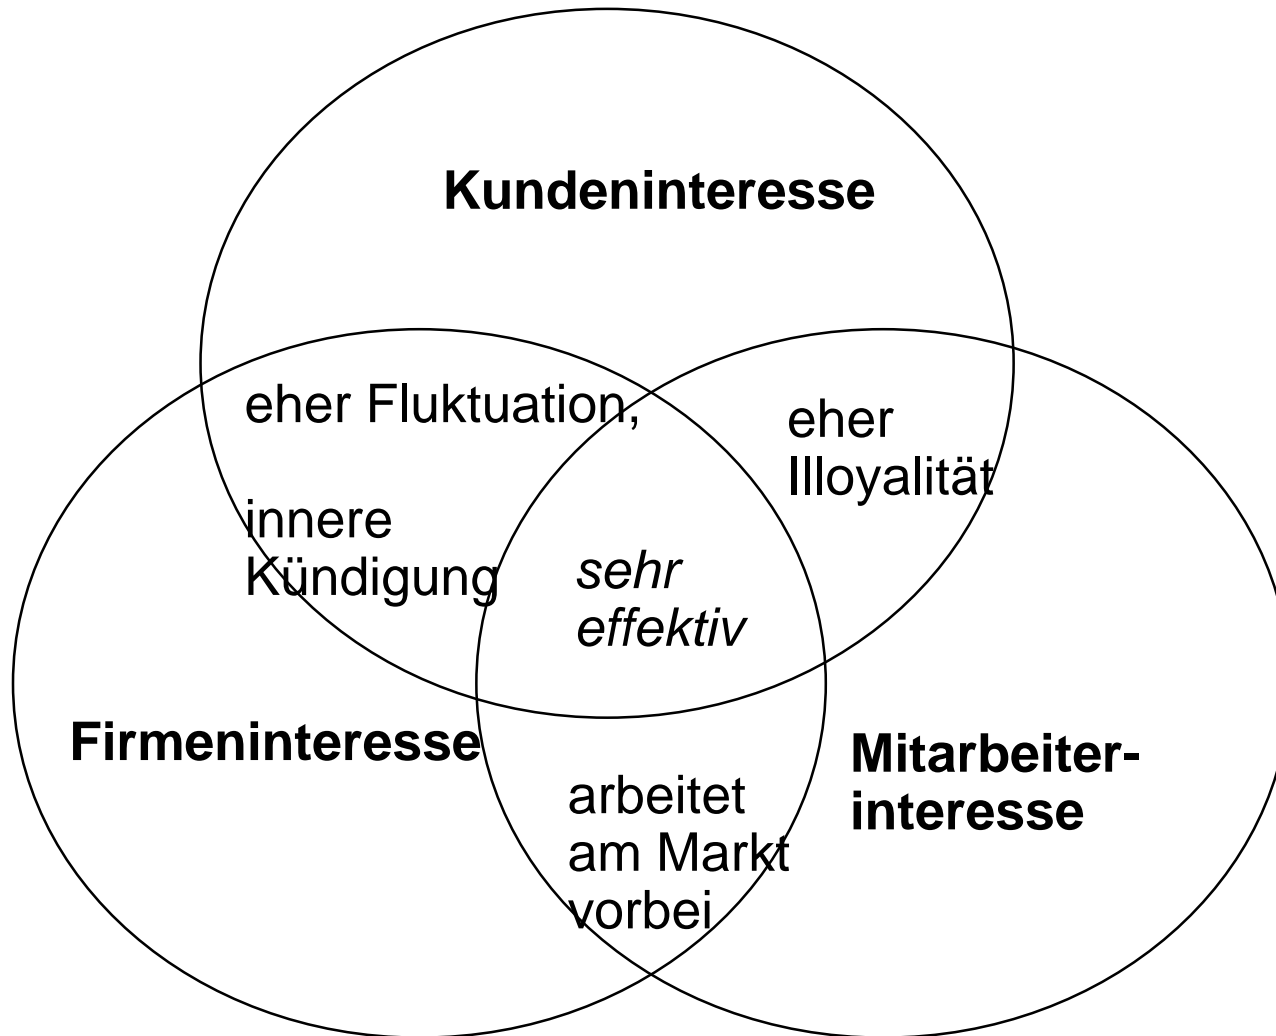 Kundeninteresse
eher Fluktuation,
innere
Kündigung
eher
Illoyalität
sehr
effektiv
Firmeninteresse
Mitarbeiter-
interesse
arbeitet
am Markt
vorbei